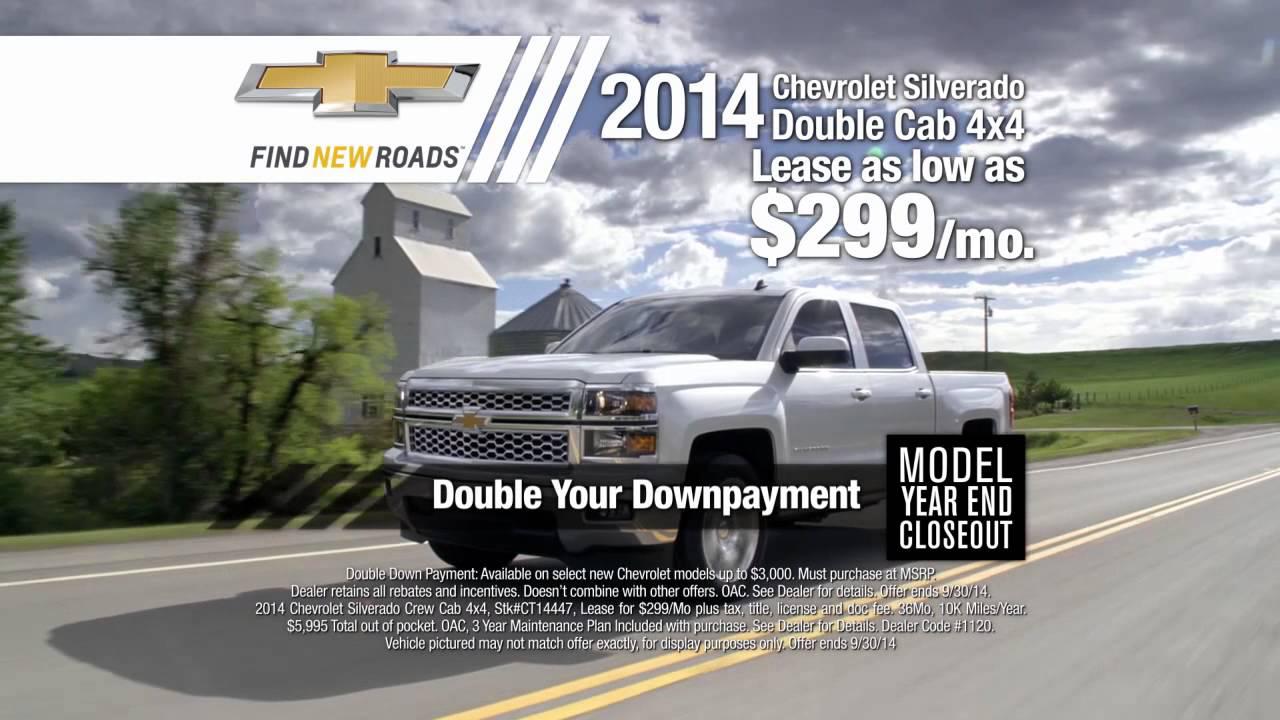 FIND NEW ROADS™
2014 Chevrolet Silverado
Double Cab 4x4
Lease as low as
$299/mo.
Double Your Downpayment
MODEL
YEAR END
CLOSEOUT
Double Down Payment: Available on select new Chevrolet models up to $3,000. Must purchase at MSRP.
Dealer retains all rebates and incentives. Doesn't combine with other offers. OAC. See Dealer for details. Offer ends 9/30/14.
2014 Chevrolet Silverado Crew Cab 4x4, Stk#CT14447, Lease for $299/Mo plus tax, title, license and doc fee. 36Mo, 10K Miles/Year.
$5,995 Total out of pocket. OAC, 3 Year Maintenance Plan Included with purchase. See Dealer for Details. Dealer Code #1120.
Vehicle pictured may not match offer exactly, for display purposes only. Offer ends 9/30/14